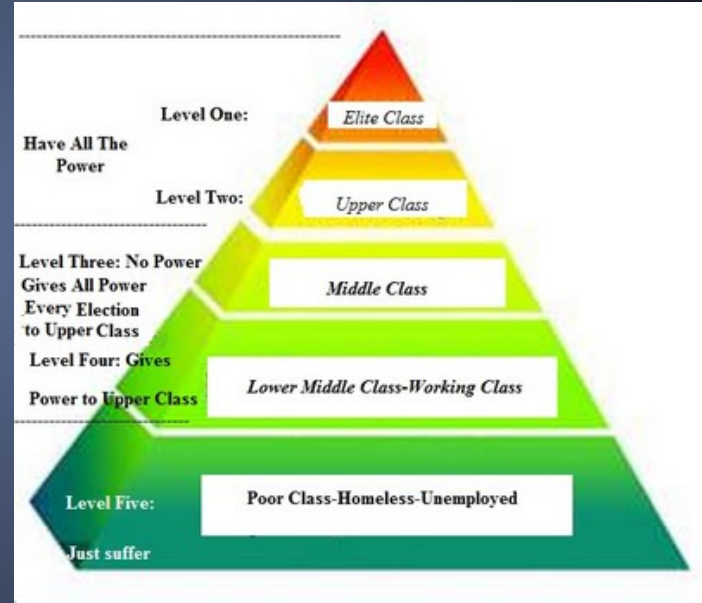 Level One:
Elite Class
Have All The
Power
Level Two:
Upper Class
Level Three: No Power
Gives All Power
Every Election
to Upper Class
Middle Class
Level Four: Gives
Power to Upper Class
Lower Middle Class-Working Class
Level Five:
Poor Class-Homeless-Unemployed
Just suffer